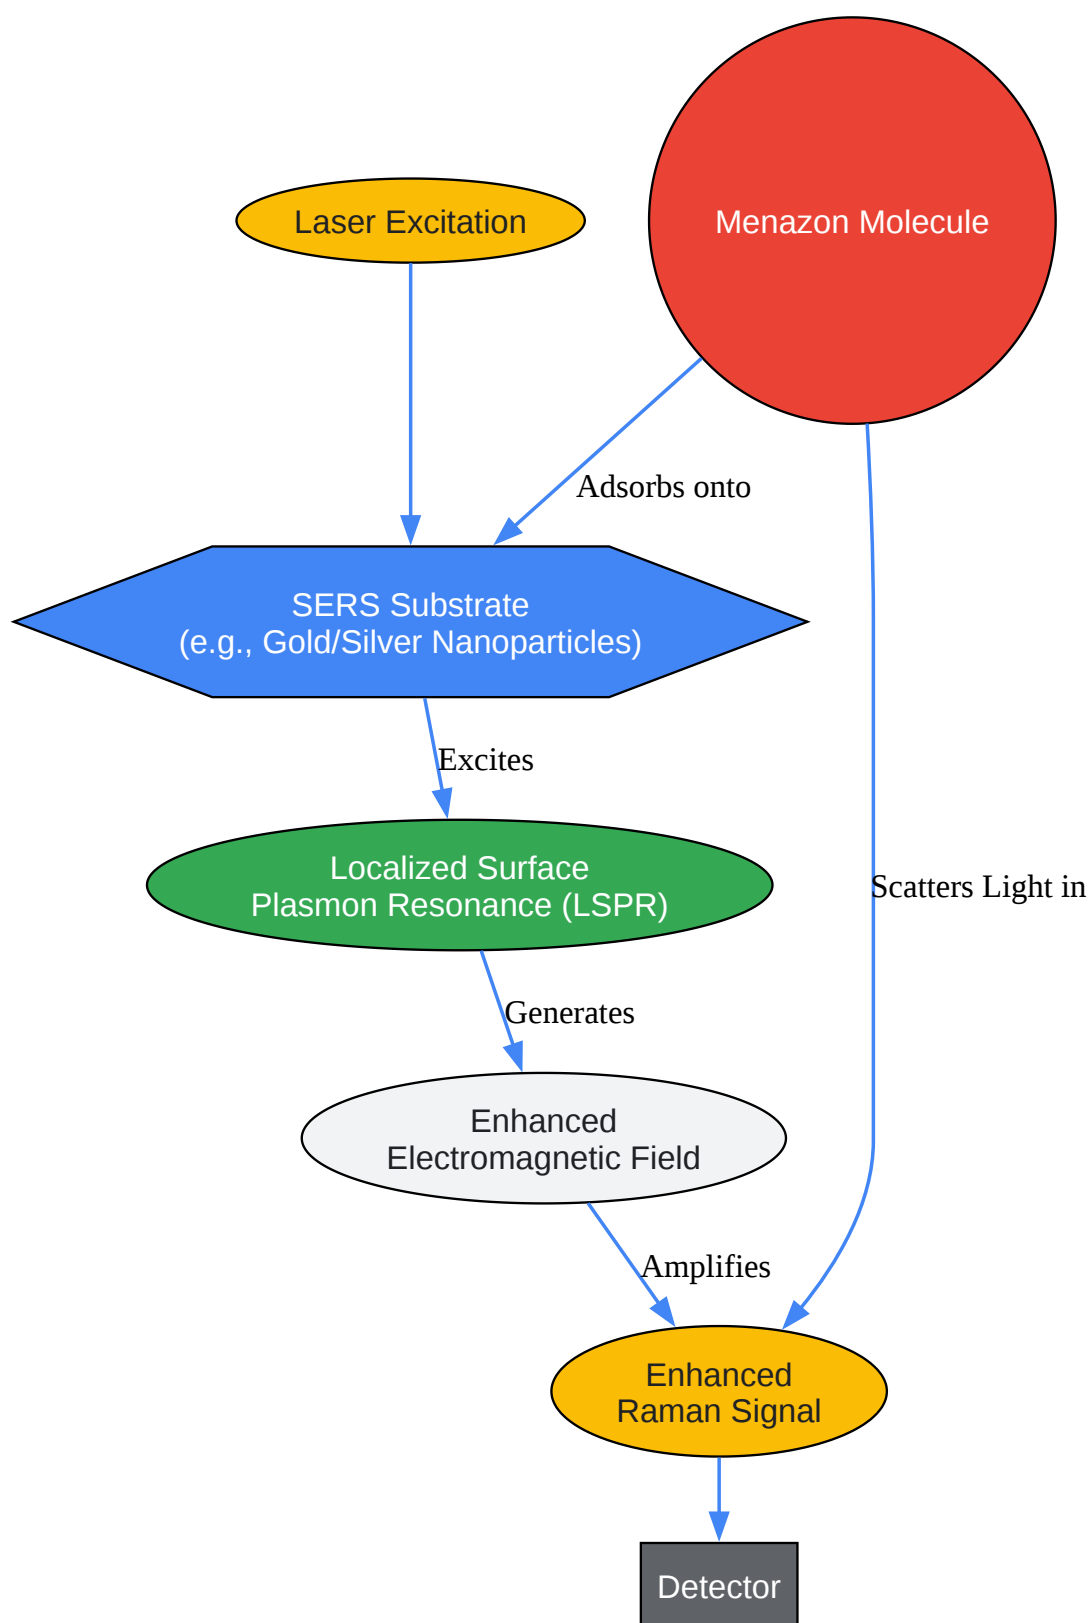 Laser Excitation
Menazon Molecule
Adsorbs onto
SERS Substrate
(e.g., Gold/Silver Nanoparticles)
Excites
Localized Surface
Plasmon Resonance (LSPR)
Scatters Light in
Generates
Enhanced
Electromagnetic Field
Amplifies
Enhanced
Raman Signal
Detector